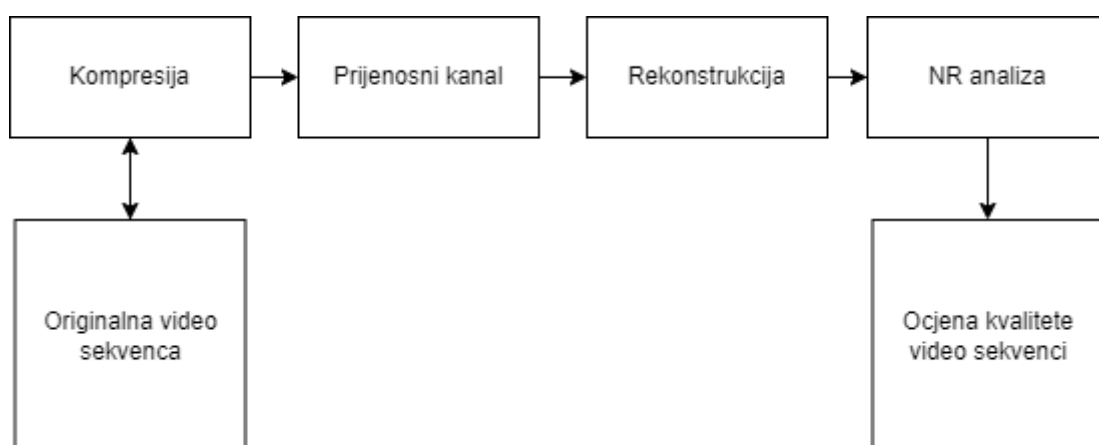 Kompresija
Prijenosni kanal
Rekonstrukcija
NR analiza
Originalna video
sekvenca
Ocjena kvalitete
video sekvenci